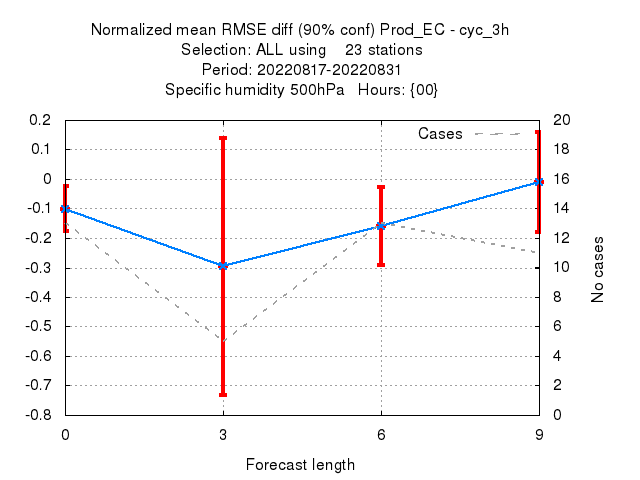 Normalized mean RMSE diff (90% conf) Prod_EC - cyc_3h
Selection: ALL using    23 stations
Period: 20220817-20220831
Specific humidity 500hPa   Hours: {00}
Cases
0.2
0.1
0
-0.1
-0.2
-0.3
-0.4
-0.5
-0.6
-0.7
-0.8
20
18
16
14
12
10
8
6
4
2
0
No cases
0 3 6 9
Forecast length